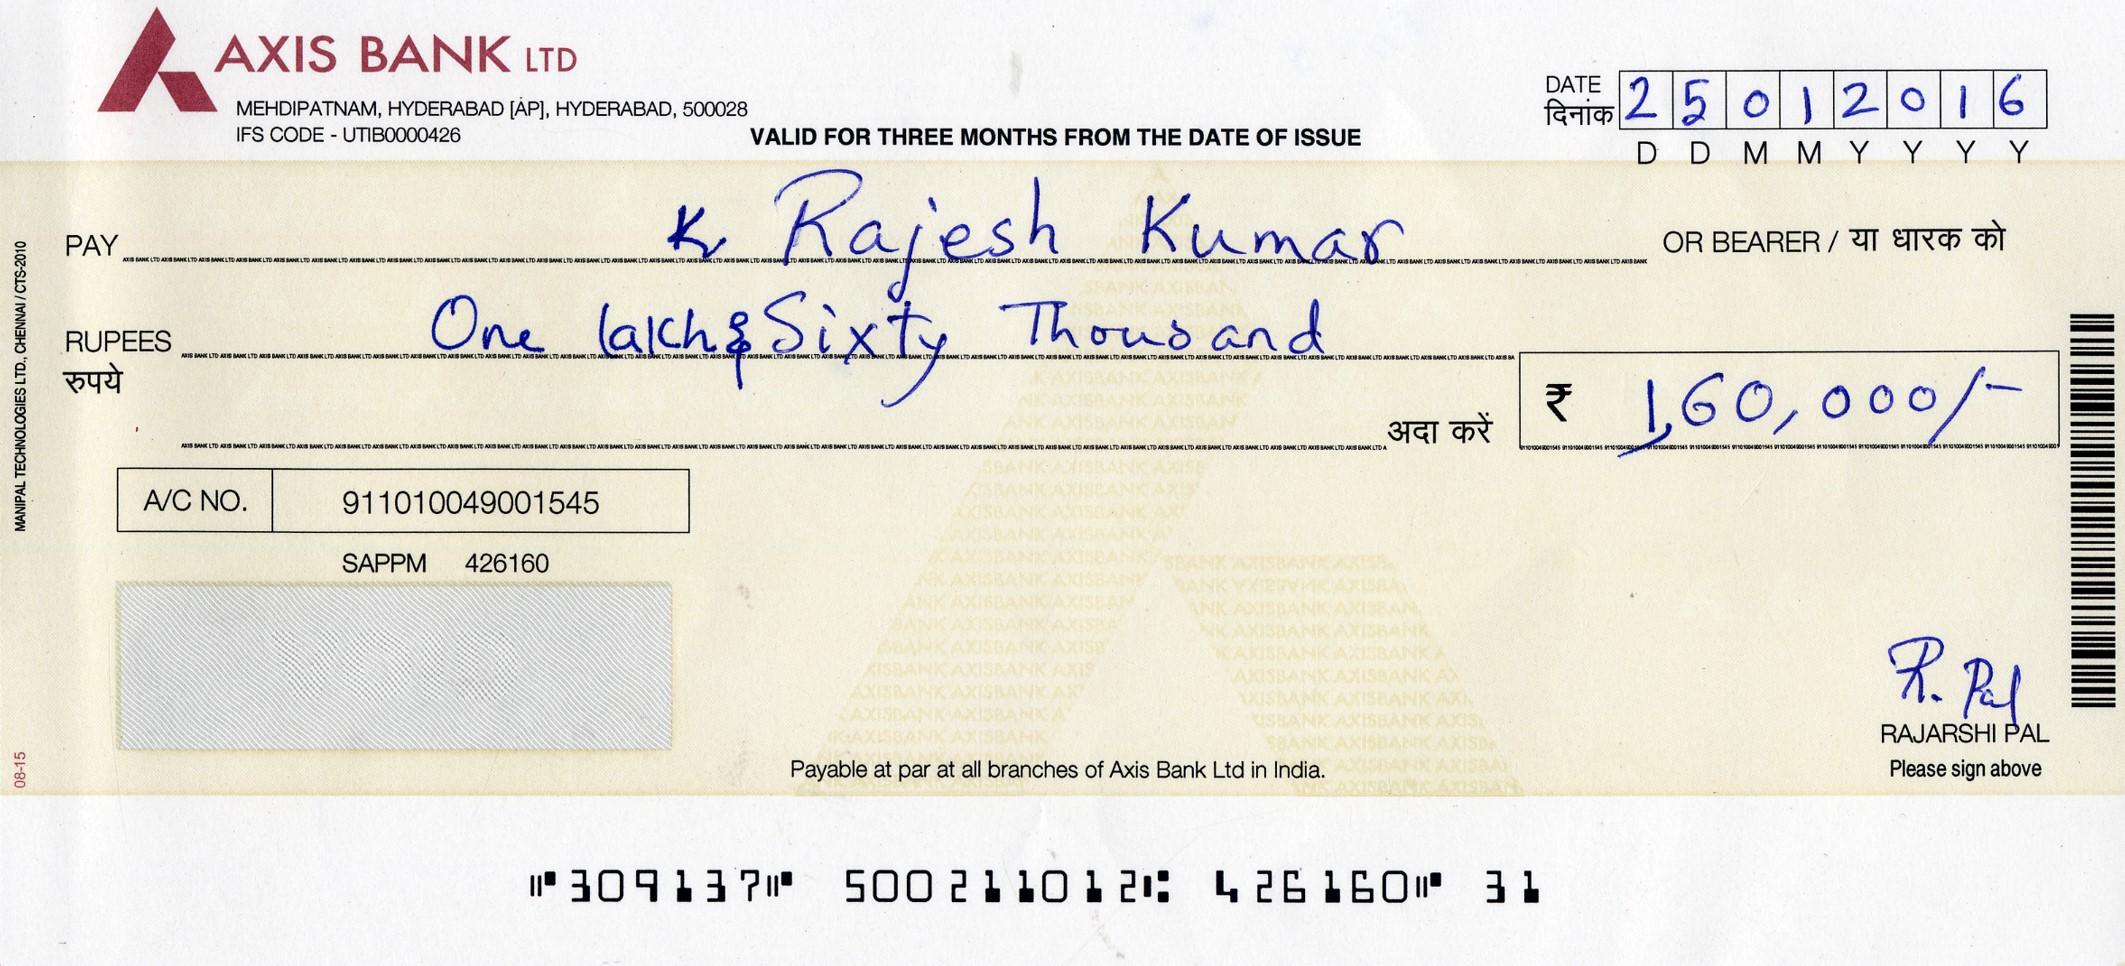 AXIS BANK LTD
MEHDIPATNAM, HYDERABAD [AP], HYDERABAD, 500028
IFS CODE - UTIB0000426
VALID FOR THREE MONTHS FROM THE DATE OF ISSUE
DATE
दिनांक
2 5 0 1 2 0 1 6
D D M M Y Y Y Y
PAY K Rajesh Kumar OR BEARER / या धारक को
RUPEES One lakh & Sixty Thousand
रुपये
अदा करें ₹ 1,60,000/-
A/C NO. 911010049001545
SAPPM 426160
VOID
R. Pal
RAJARSHI PAL
Please sign above
Payable at par at all branches of Axis Bank Ltd in India.
MANIPAL TECHNOLOGIES LTD., CHENNAI / CTS-2010
08-15
⑈309137⑈ 500211012⑆ 426160⑈ 31